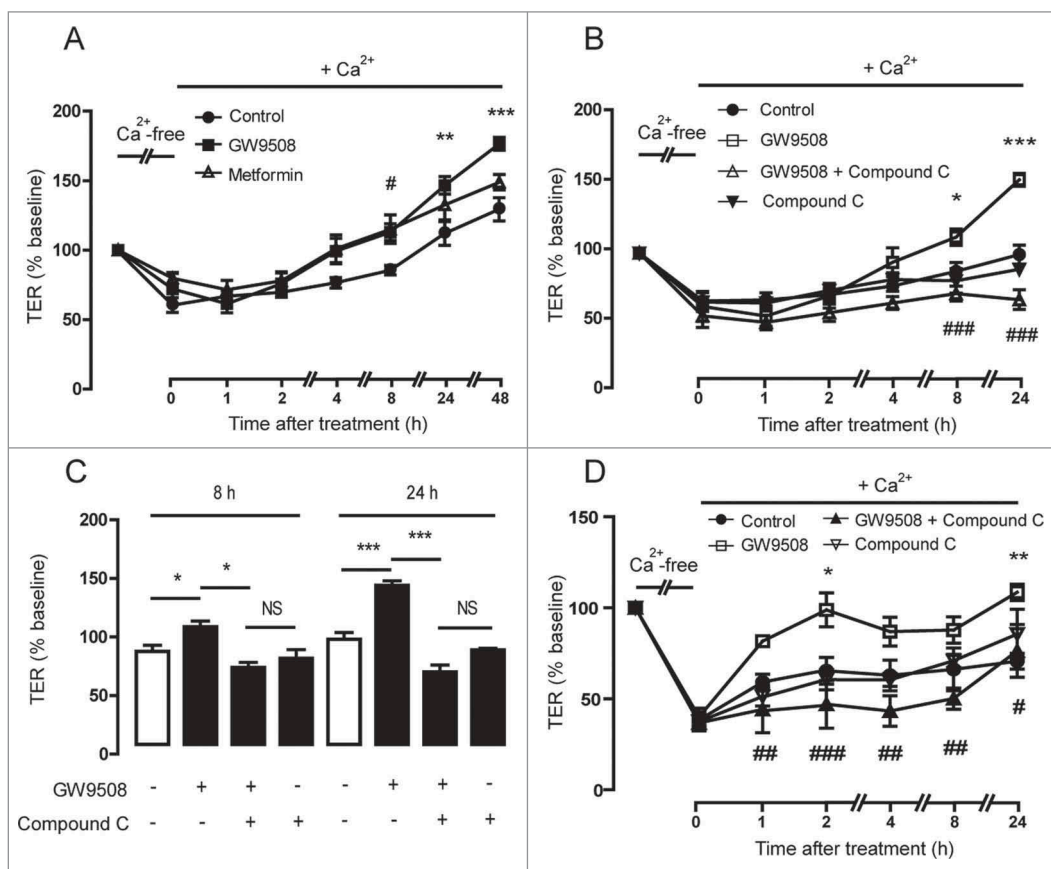 A
+ Ca2+
200
Control
GW9508
Metformin
Ca2+-free
***
**
#
150
100
50
0
TER (% baseline)
0 1 2 4 8 24 48
Time after treatment (h)
B
+ Ca2+
200
Control
GW9508
GW9508 + Compound C
Compound C
Ca2+-free
***
*
150
100
50
0
###
###
TER (% baseline)
0 1 2 4 8 24
Time after treatment (h)
C
8 h 24 h
200
*** ***
150
* *
NS NS
100
50
0
TER (% baseline)
GW9508 - + + - - + + -
Compound C - - + + - - + +
D
+ Ca2+
150
Control
GW9508
GW9508 + Compound C
Compound C
Ca2+-free
* **
100
50
0
## ### ## ## #
TER (% baseline)
0 1 2 4 8 24
Time after treatment (h)